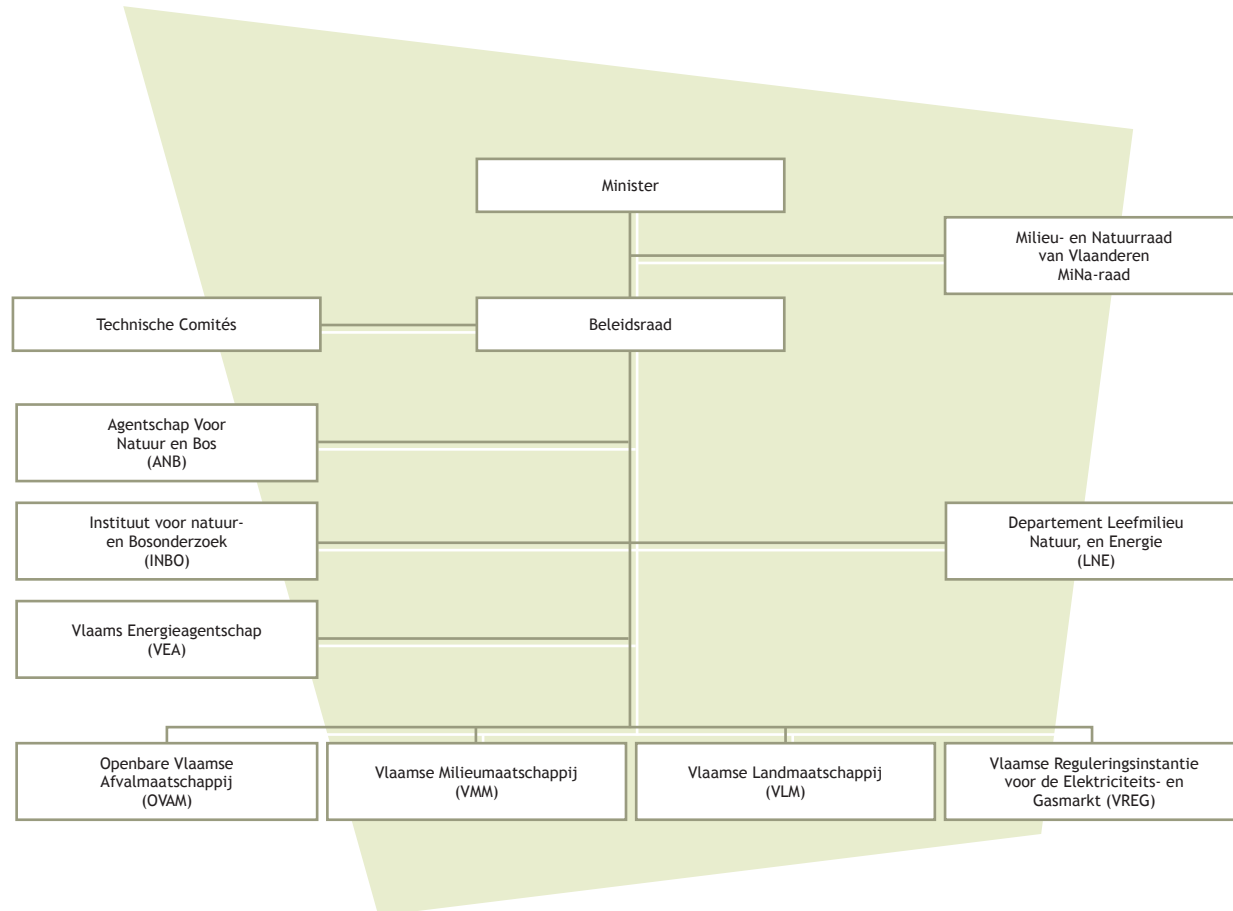 Minister
Milieu- en Natuurraad
van Vlaanderen
MiNa-raad
Technische Comités
Beleidsraad
Agentschap Voor
Natuur en Bos
(ANB)
Instituut voor natuur-
en Bosonderzoek
(INBO)
Departement Leefmilieu
Natuur, en Energie
(LNE)
Vlaams Energieagentschap
(VEA)
Openbare Vlaamse
Afvalmaatschappij
(OVAM)
Vlaamse Milieumaatschappij
(VMM)
Vlaamse Landmaatschappij
(VLM)
Vlaamse Reguleringsinstantie
voor de Elektriciteits- en
Gasmarkt (VREG)